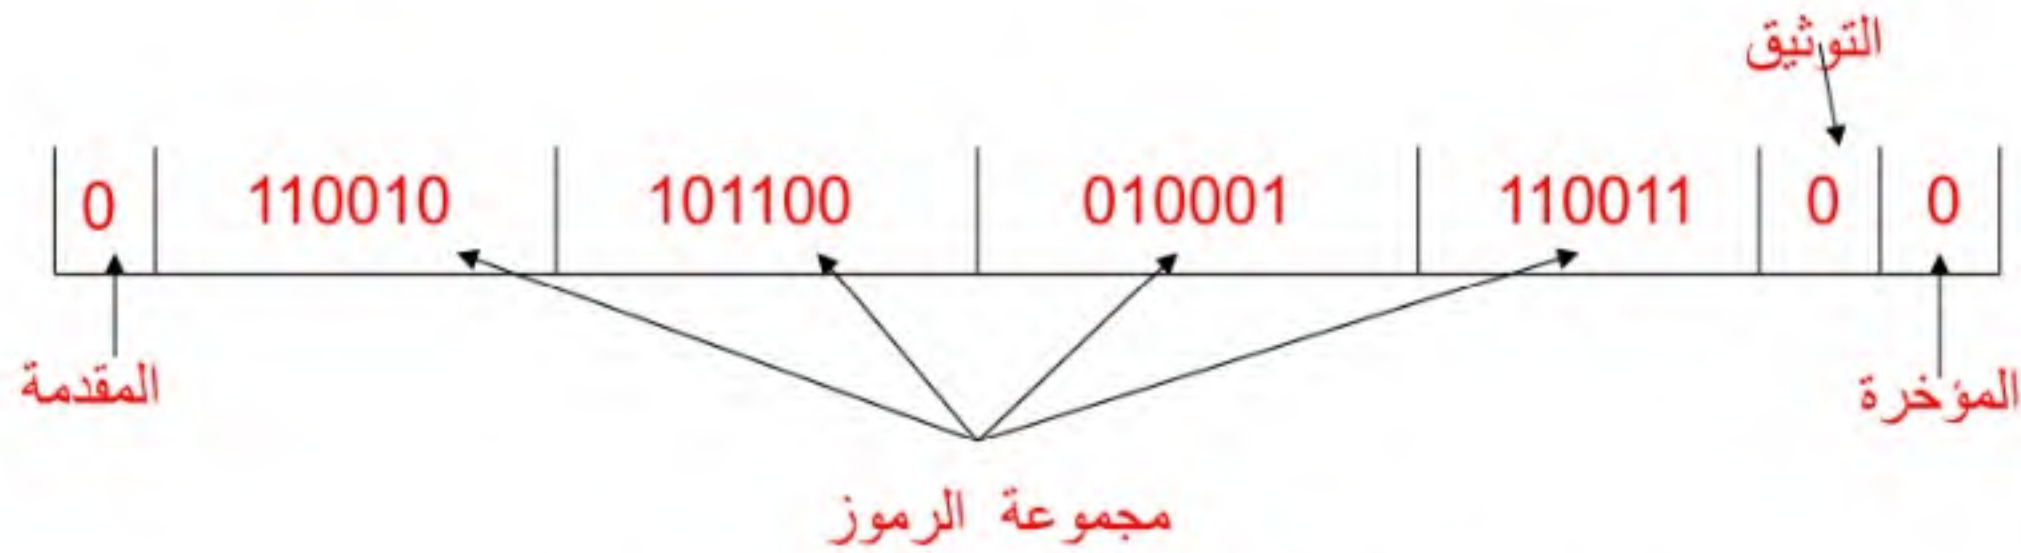 التوثيق
0 110010 101100 010001 110011 0 0
المقدمة
المؤخرة
مجموعة الرموز